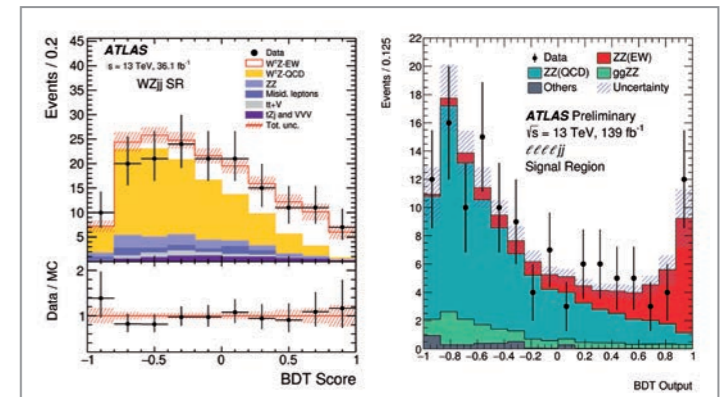 Events / 0.2
40
35
30
25
20
15
10
5
ATLAS
s = 13 TeV, 36.1 fb⁻¹
WZjj SR
Data
W±Z-EW
W±Z-QCD
ZZ
Misid. leptons
tt+V
tZj and VVV
Tot. unc.
Data / MC
2
1
-1
-0.5
0
0.5
1
BDT Score
Events / 0.125
22
20
18
16
14
12
10
8
6
4
2
0
Data
ZZ(EW)
ZZ(QCD)
ggZZ
Others
Uncertainty
ATLAS Preliminary
√s = 13 TeV, 139 fb⁻¹
ℓℓℓℓjj
Signal Region
-1 -0.8 -0.6 -0.4 -0.2 0 0.2 0.4 0.6 0.8 1
BDT Output